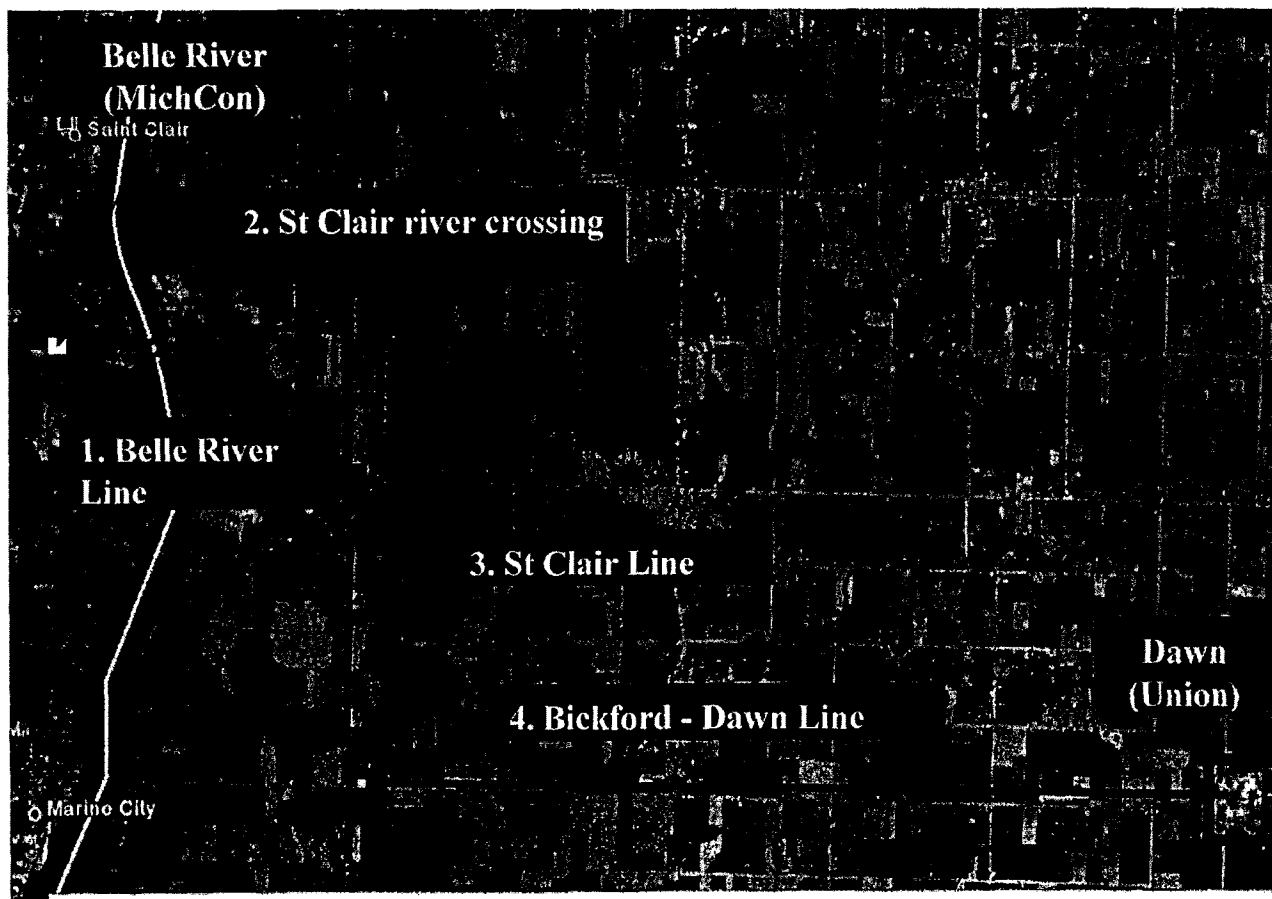 Belle River
(MichCon)
Saint Clair
2. St Clair river crossing
1. Belle River
Line
3. St Clair Line
Dawn
(Union)
4. Bickford - Dawn Line
Marine City